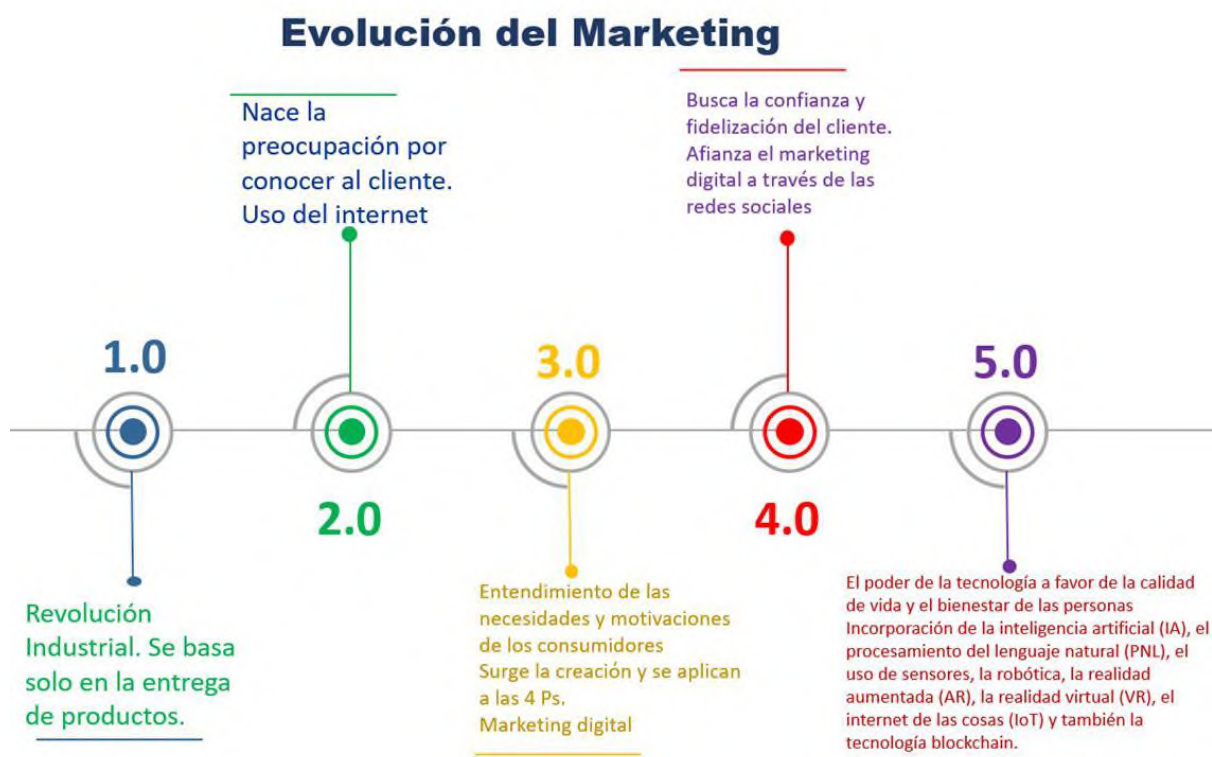 Evolución del Marketing
Nace la
preocupación por
conocer al cliente.
Uso del internet
Busca la confianza y
fidelización del cliente.
Afianza el marketing
digital a través de las
redes sociales
1.0
2.0
3.0
4.0
5.0
Revolución
Industrial. Se basa
solo en la entrega
de productos.
Entendimiento de las
necesidades y motivaciones
de los consumidores
Surge la creación y se aplican
a las 4 Ps.
Marketing digital
El poder de la tecnología a favor de la calidad
de vida y el bienestar de las personas
Incorporación de la inteligencia artificial (IA), el
procesamiento del lenguaje natural (PNL), el
uso de sensores, la robótica, la realidad
aumentada (AR), la realidad virtual (VR), el
internet de las cosas (IoT) y también la
tecnología blockchain.